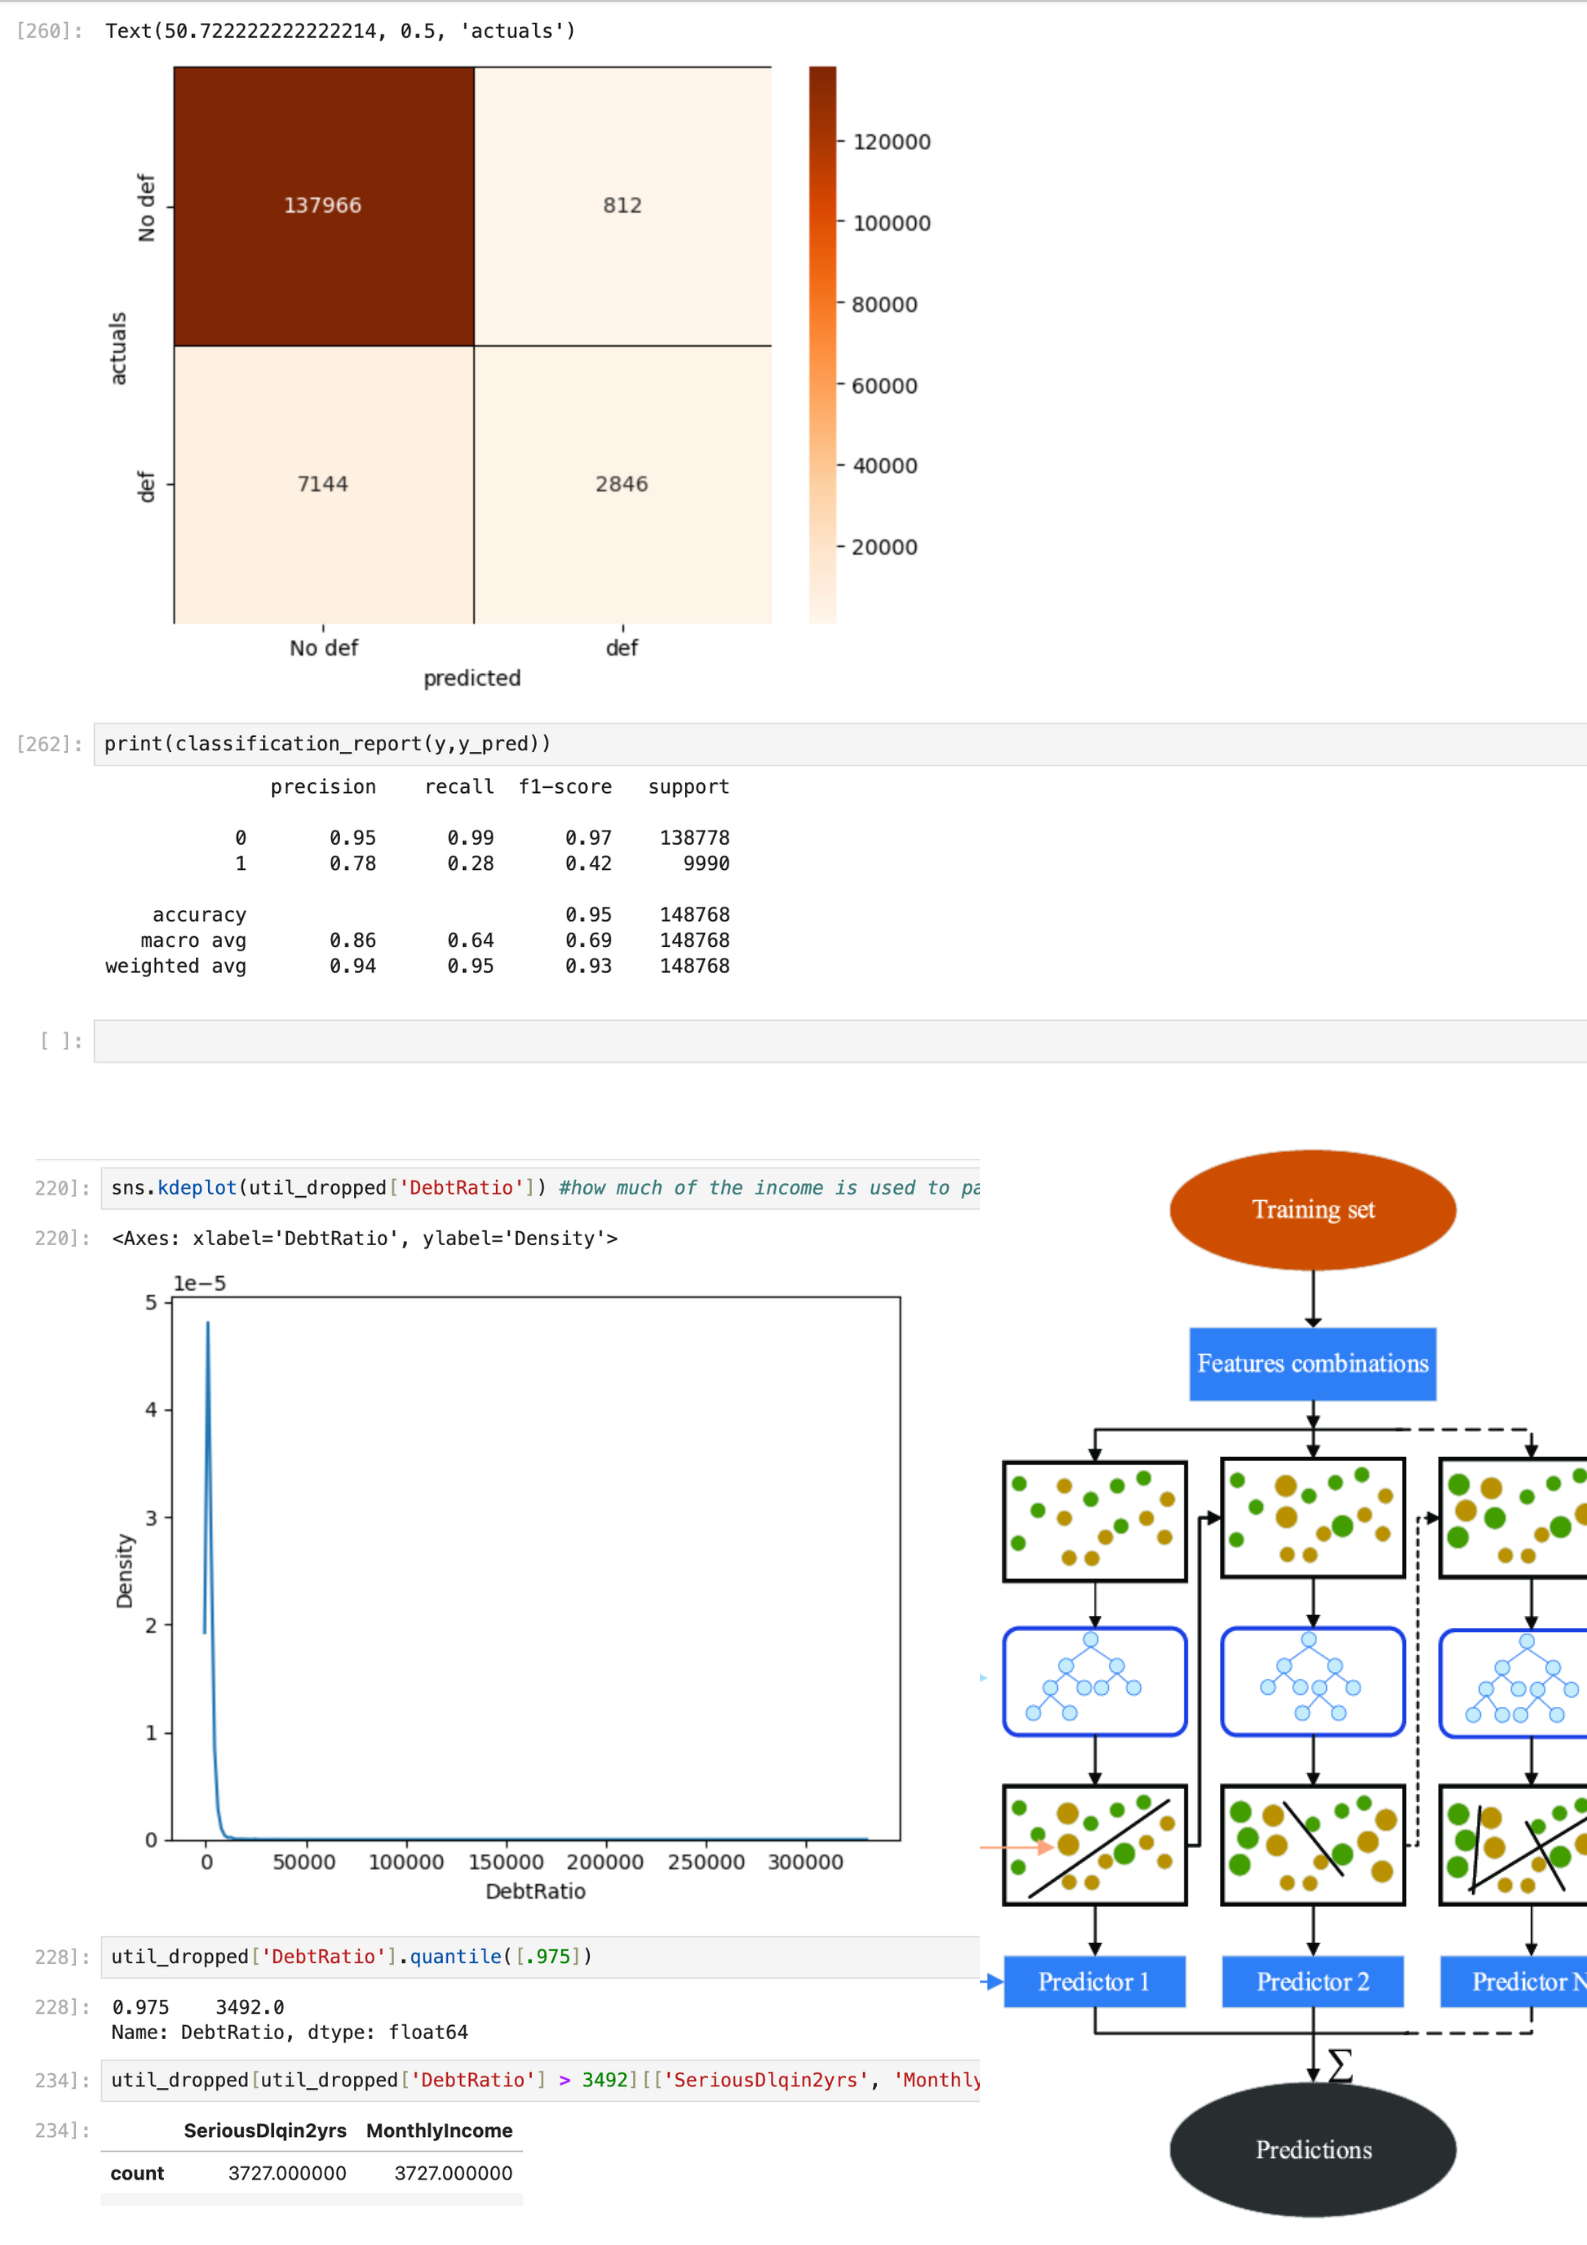 [260]: Text(50.722222222222214, 0.5, 'actuals')
120000
100000
80000
60000
40000
20000
No def
137966
812
actuals
def
7144
2846
No def
def
predicted
[262]: print(classification_report(y,y_pred))
precision recall f1-score support
0 0.95 0.99 0.97 138778
1 0.78 0.28 0.42 9990
accuracy 0.95 148768
macro avg 0.86 0.64 0.69 148768
weighted avg 0.94 0.95 0.93 148768
[ ]:
220]: sns.kdeplot(util_dropped['DebtRatio']) #how much of the income is used to pa
220]: <Axes: xlabel='DebtRatio', ylabel='Density'>
1e−5
5
4
3
2
1
0
Density
0 50000 100000 150000 200000 250000 300000
DebtRatio
228]: util_dropped['DebtRatio'].quantile([.975])
228]: 0.975 3492.0
Name: DebtRatio, dtype: float64
234]: util_dropped[util_dropped['DebtRatio'] > 3492][['SeriousDlqin2yrs', 'Monthly
234]:
SeriousDlqin2yrs MonthlyIncome
count 3727.000000 3727.000000
Training set
Features combinations
Predictor 1
Predictor 2
Predictor N
∑
Predictions